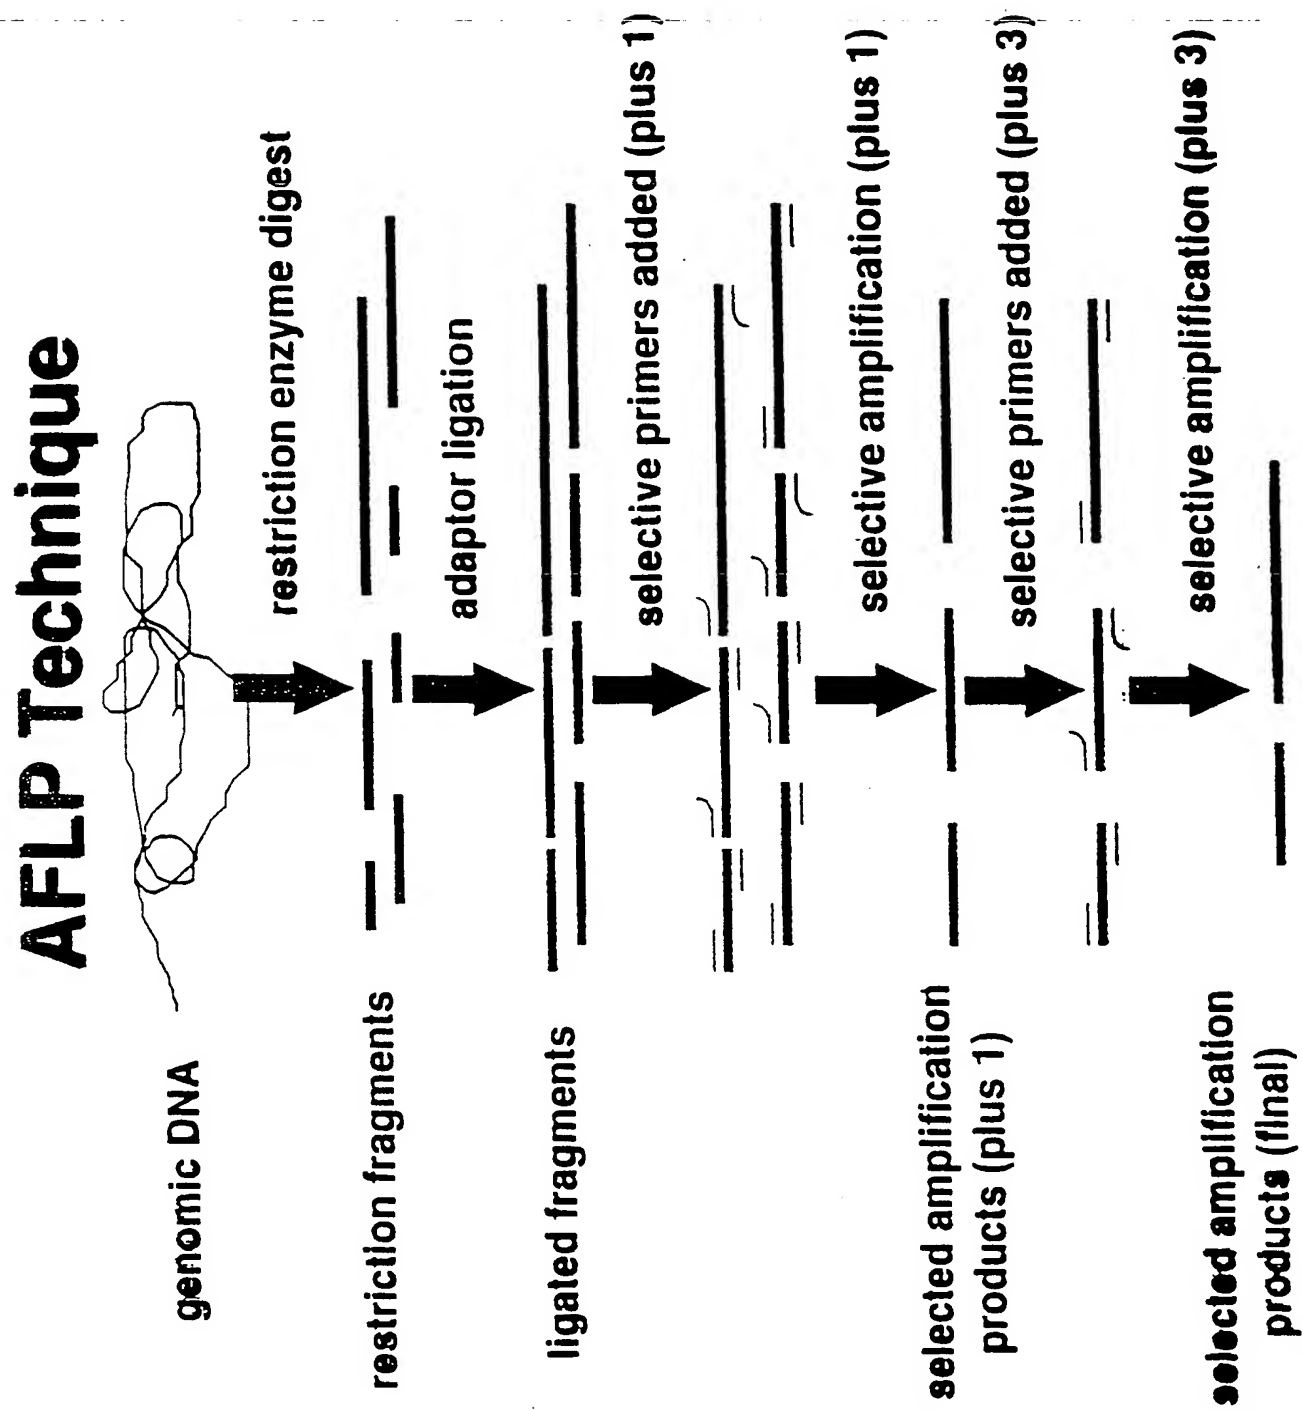 AFLP Technique
genomic DNA
restriction enzyme digest
restriction fragments
adaptor ligation
ligated fragments
selective primers added (plus 1)
selective amplification (plus 1)
selected amplification
products (plus 1)
selective primers added (plus 3)
selective amplification (plus 3)
selected amplification
products (final)